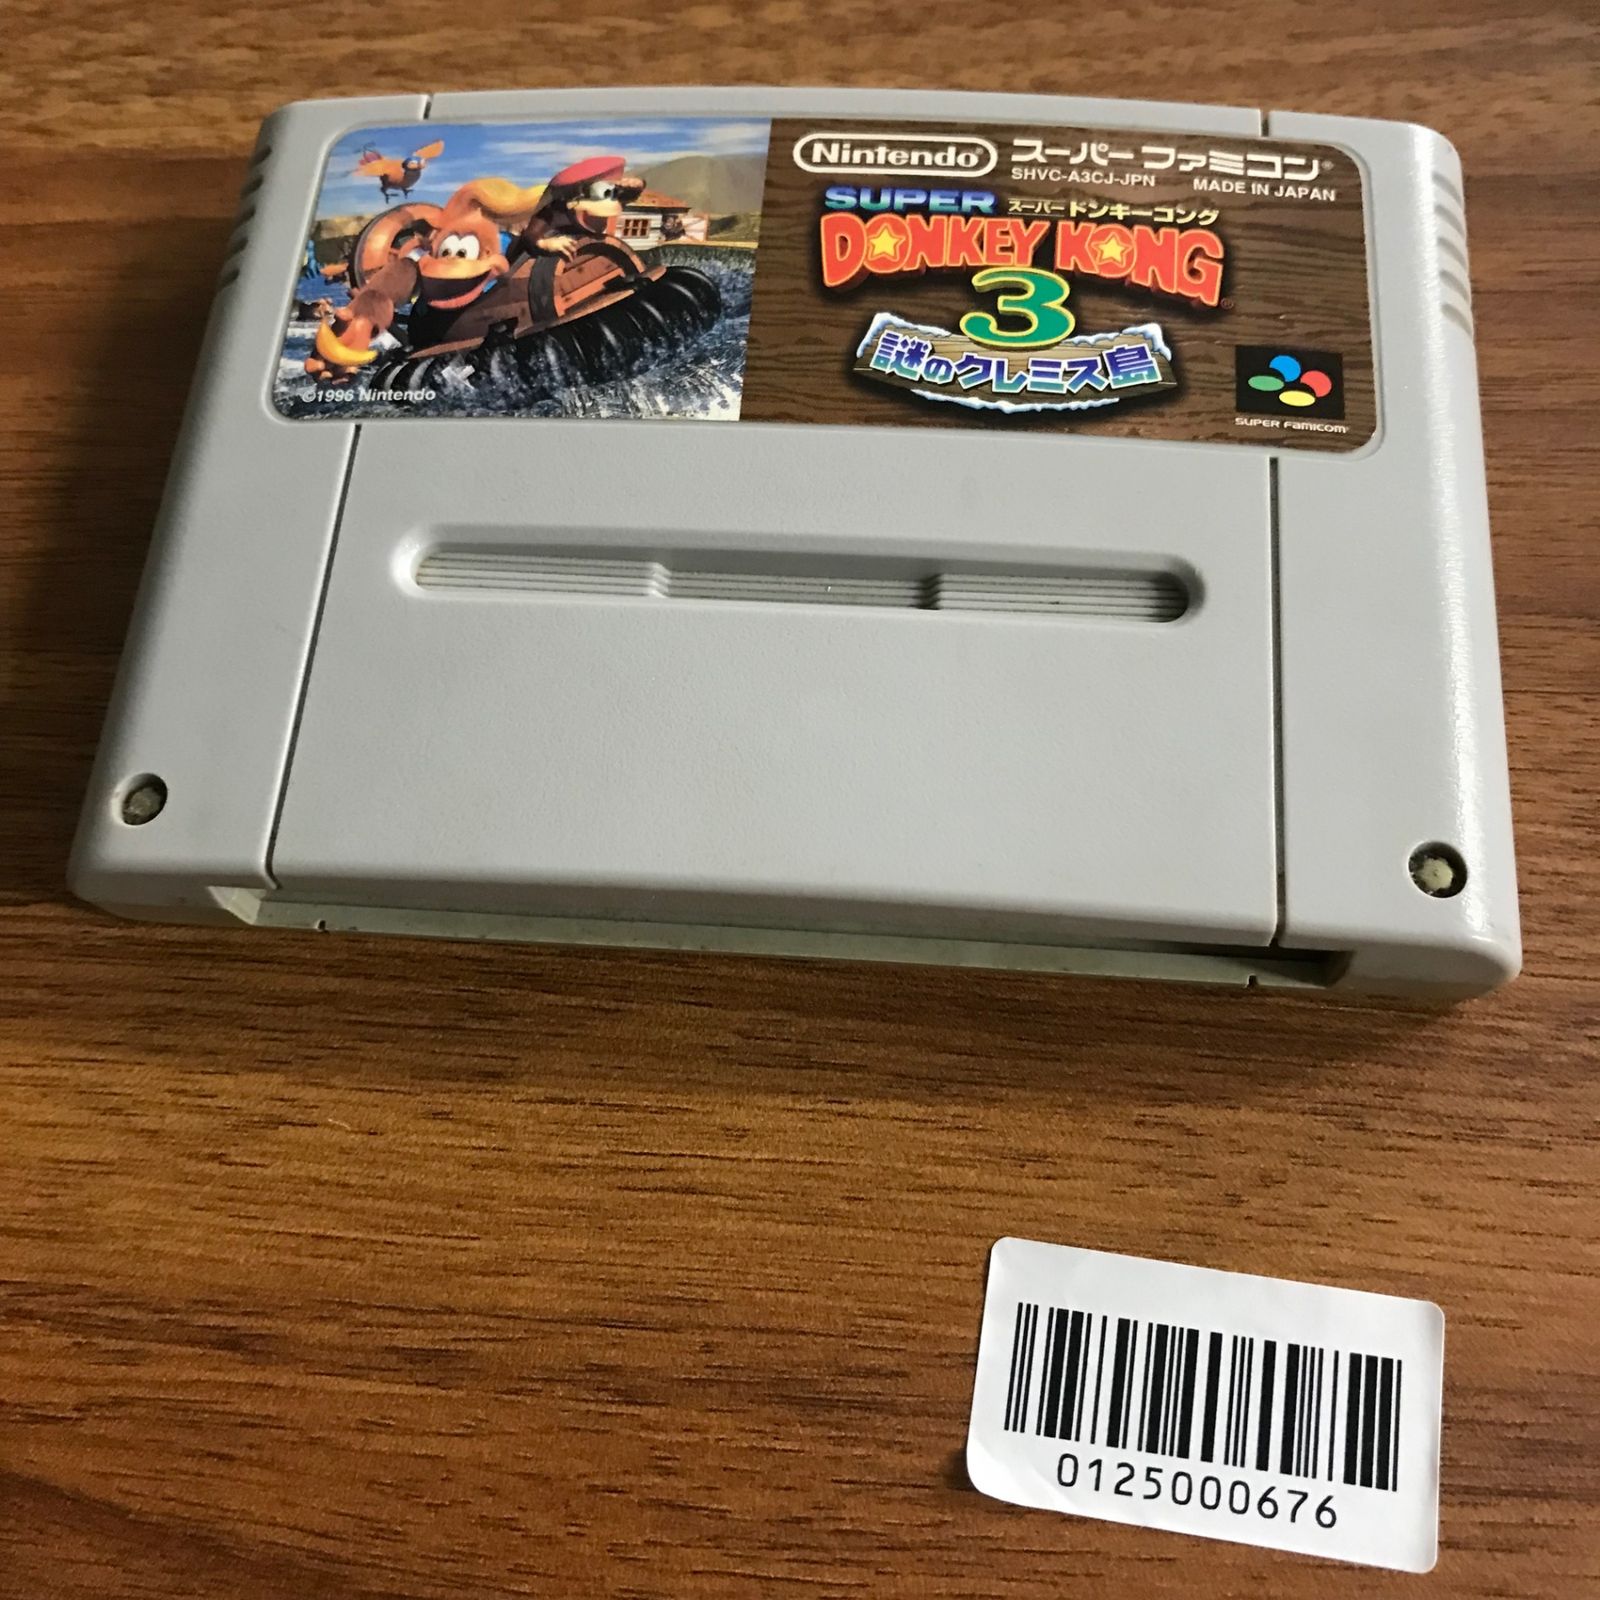 Nintendo® スーパーファミコン®
SHVC-A3CJ-JPN MADE IN JAPAN
SUPER スーパードンキーコング
DONKEY KONG®
3
謎のクレミス島
©1996 Nintendo
SUPER FAMICOM
0125000676